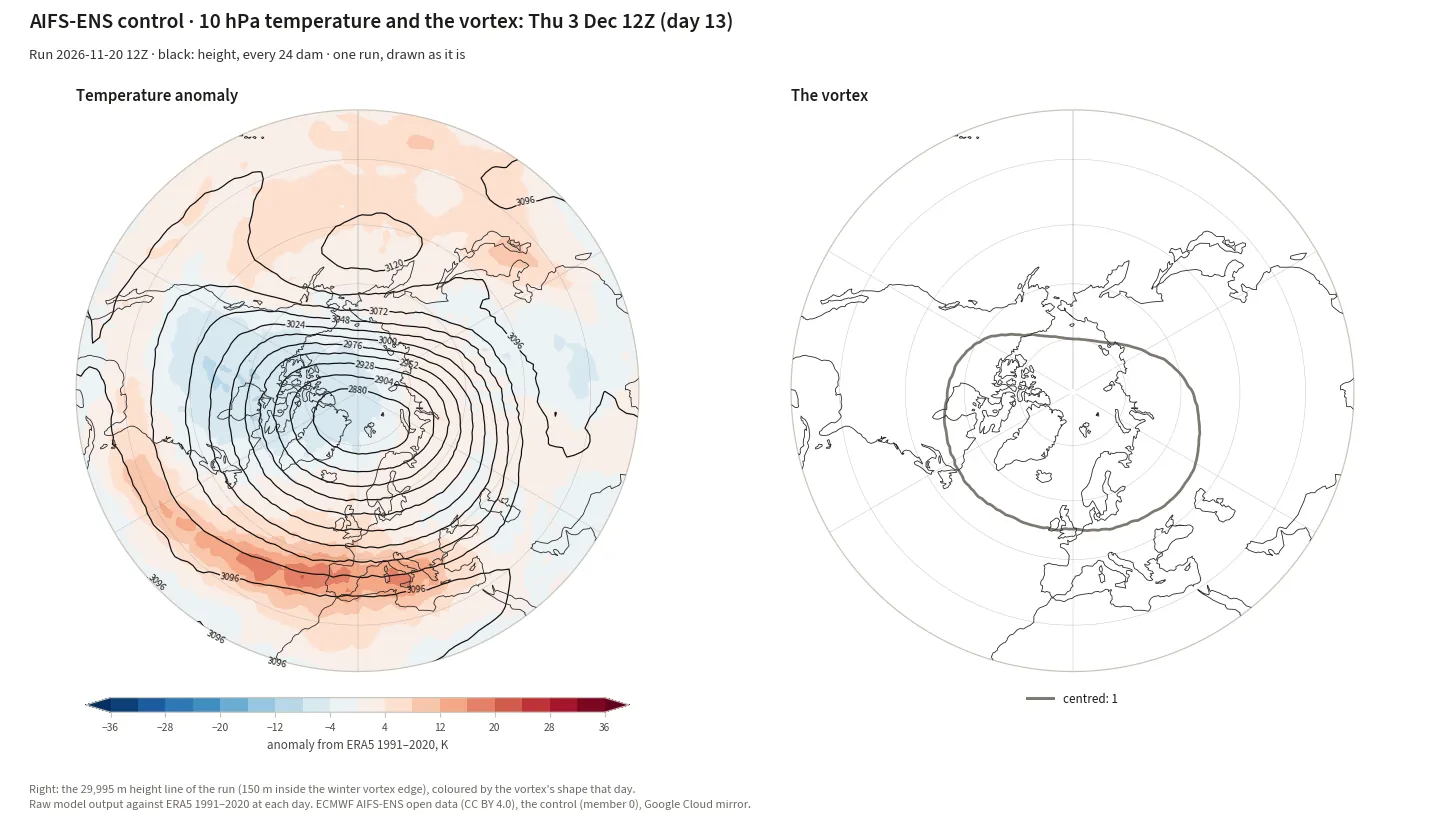 AIFS-ENS control · 10 hPa temperature and the vortex: Thu 3 Dec 12Z (day 13)
Run 2026-11-20 12Z · black: height, every 24 dam · one run, drawn as it is
Temperature anomaly
The vortex
3096
3120
3072
3024
3048
3000
3096
2976
2952
2928
2904
2880
3096
3096
3096
3096
3096
centred: 1
−36 −28 −20 −12 −4 4 12 20 28 36
anomaly from ERA5 1991–2020, K
Right: the 29,995 m height line of the run (150 m inside the winter vortex edge), coloured by the vortex's shape that day.
Raw model output against ERA5 1991–2020 at each day. ECMWF AIFS-ENS open data (CC BY 4.0), the control (member 0), Google Cloud mirror.